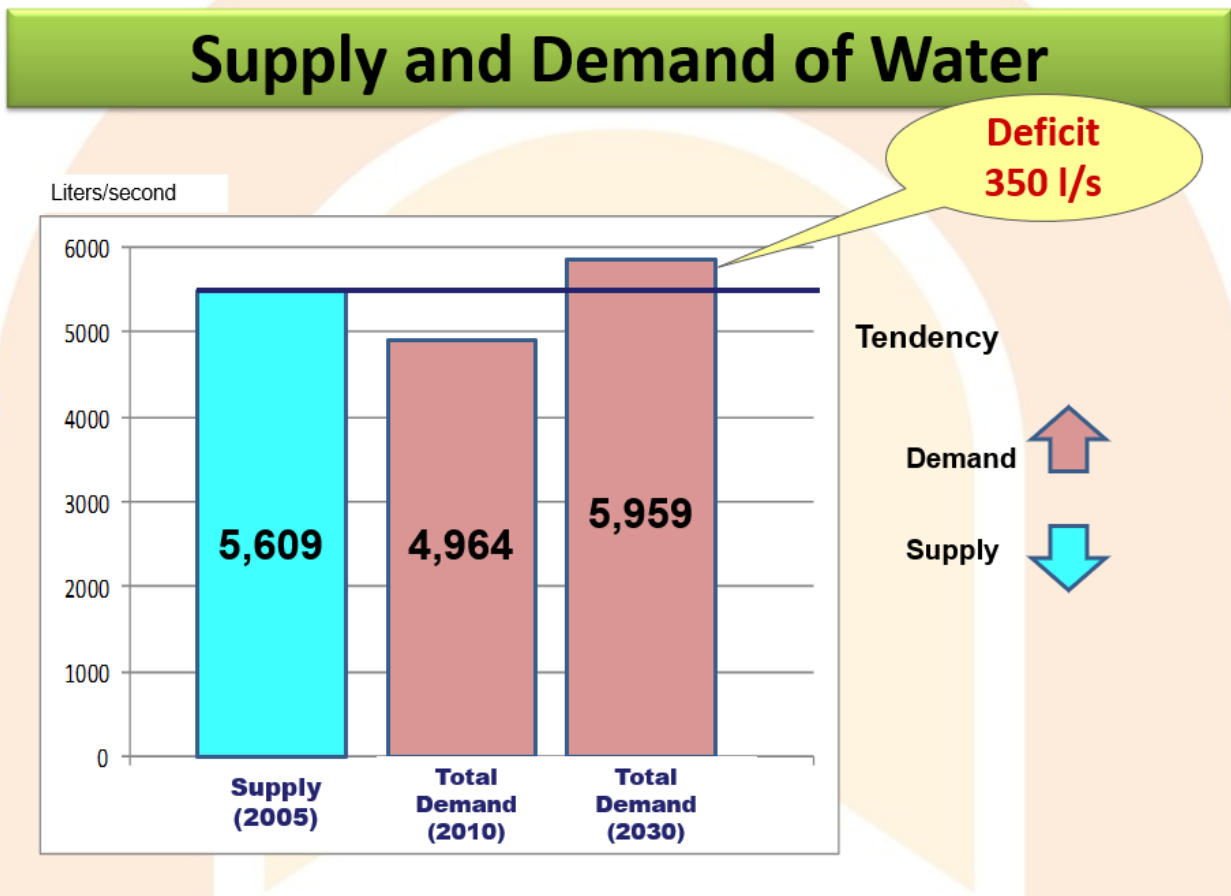 Supply and Demand of Water
Deficit
350 l/s
Liters/second
6000
5000
4000
3000
2000
1000
0
5,609
4,964
5,959
Supply
(2005)
Total
Demand
(2010)
Total
Demand
(2030)
Tendency
Demand
Supply